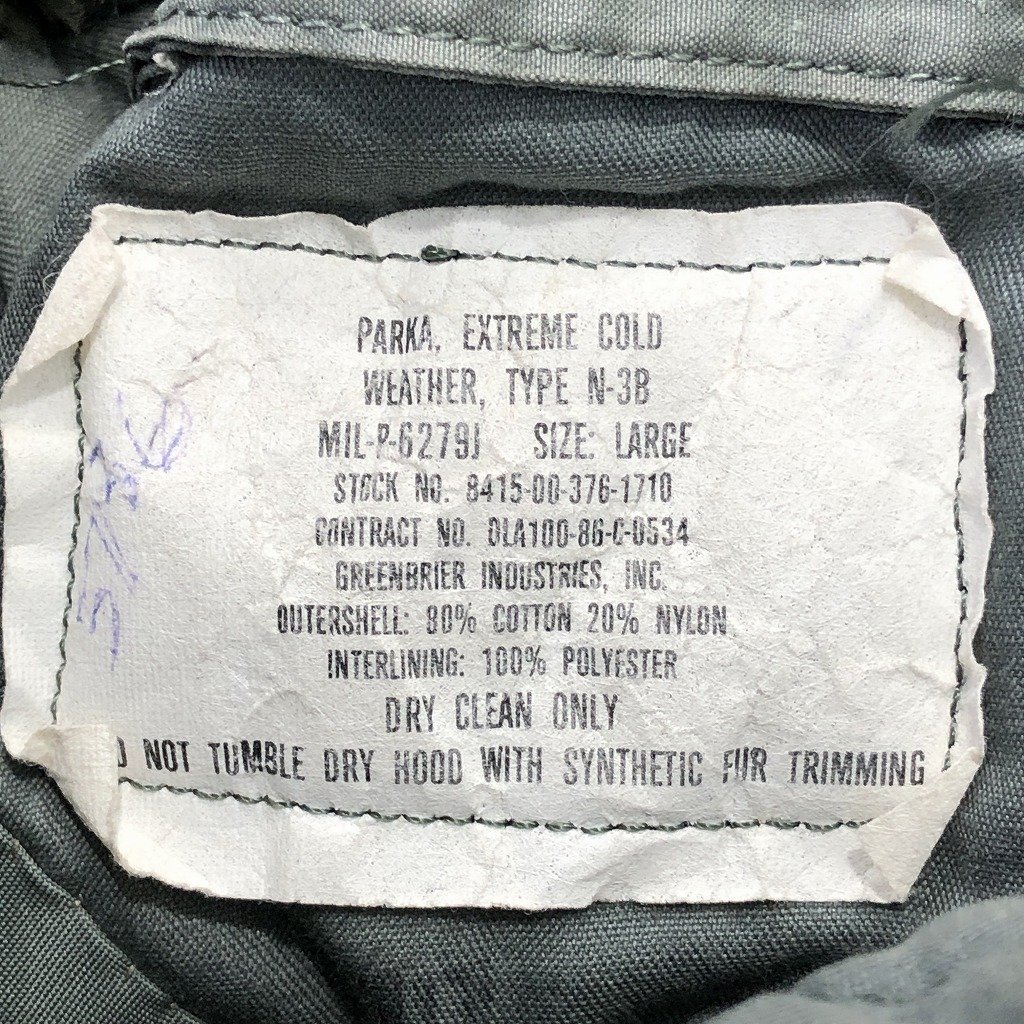 PARKA, EXTREME COLD
WEATHER, TYPE N-3B
MIL-P-6279J SIZE: LARGE
STOCK NO. 8415-00-376-1710
CONTRACT NO. DLA100-86-C-0534
GREENBRIER INDUSTRIES, INC.
OUTERSHELL: 80% COTTON 20% NYLON
INTERLINING: 100% POLYESTER
DRY CLEAN ONLY
NOT TUMBLE DRY HOOD WITH SYNTHETIC FUR TRIMMING